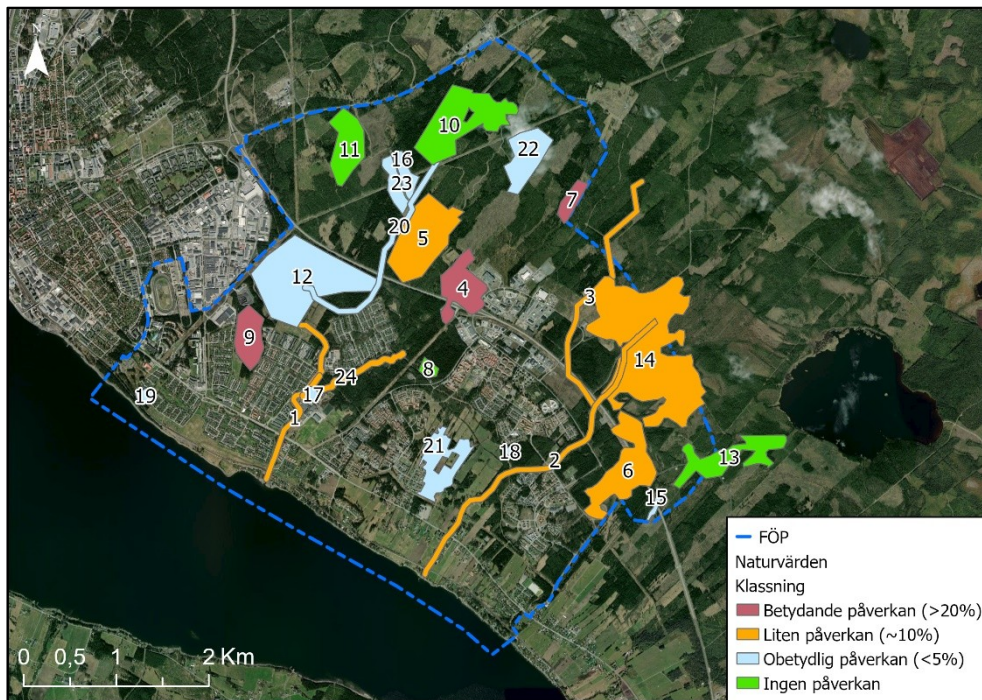 N
10
11
16
22
23
7
20
5
12
4
3
9
14
8
24
19
17
1
21
18
2
13
6
15
FÖP
Naturvärden
Klassning
Betydande påverkan (>20%)
Liten påverkan (~10%)
Obetydlig påverkan (<5%)
Ingen påverkan
0 0,5 1 2 Km